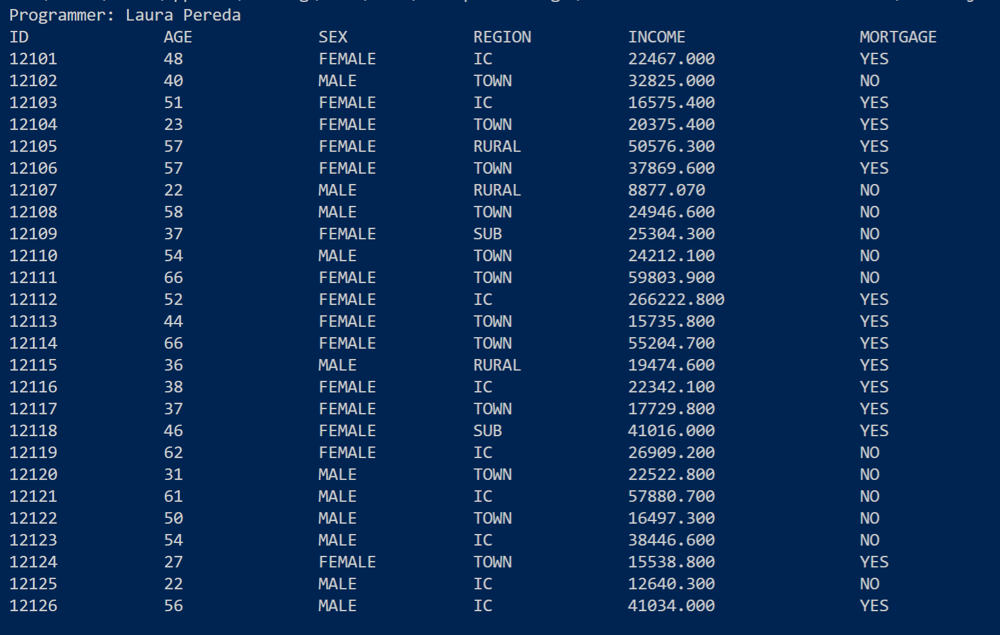 Programmer: Laura Pereda
ID AGE SEX REGION INCOME MORTGAGE
12101 48 FEMALE IC 22467.000 YES
12102 40 MALE TOWN 32825.000 NO
12103 51 FEMALE IC 16575.400 YES
12104 23 FEMALE TOWN 20375.400 YES
12105 57 FEMALE RURAL 50576.300 YES
12106 57 FEMALE TOWN 37869.600 YES
12107 22 MALE RURAL 8877.070 NO
12108 58 MALE TOWN 24946.600 NO
12109 37 FEMALE SUB 25304.300 NO
12110 54 MALE TOWN 24212.100 NO
12111 66 FEMALE TOWN 59803.900 NO
12112 52 FEMALE IC 266222.800 YES
12113 44 FEMALE TOWN 15735.800 YES
12114 66 FEMALE TOWN 55204.700 YES
12115 36 MALE RURAL 19474.600 YES
12116 38 FEMALE IC 22342.100 YES
12117 37 FEMALE TOWN 17729.800 YES
12118 46 FEMALE SUB 41016.000 YES
12119 62 FEMALE IC 26909.200 NO
12120 31 MALE TOWN 22522.800 NO
12121 61 MALE IC 57880.700 NO
12122 50 MALE TOWN 16497.300 NO
12123 54 MALE IC 38446.600 NO
12124 27 FEMALE TOWN 15538.800 YES
12125 22 MALE IC 12640.300 NO
12126 56 MALE IC 41034.000 YES